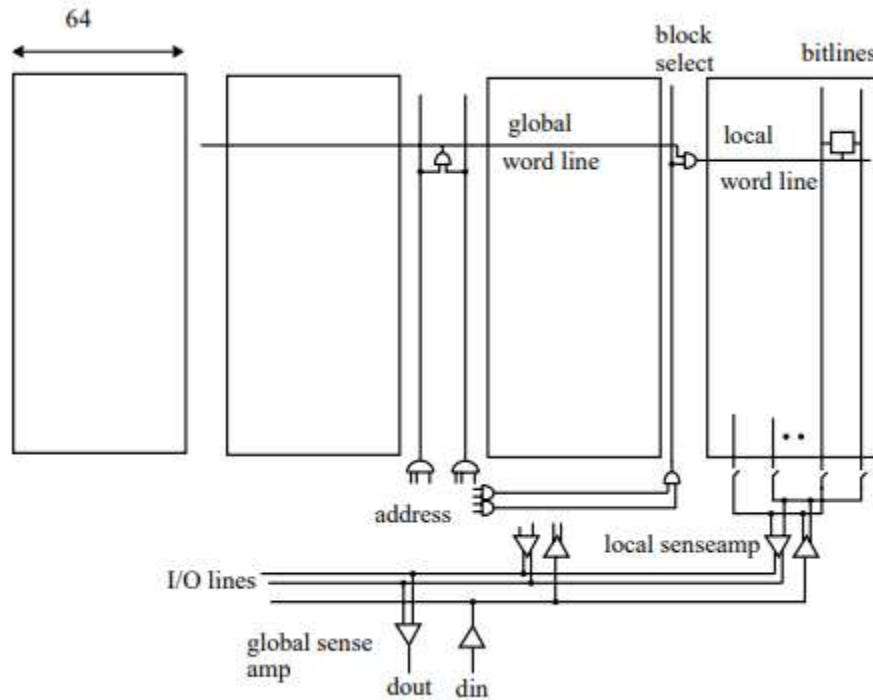 64
block
select
bitlines
global
word line
local
word line
address
local senseamp
I/O lines
global sense
amp
dout
din